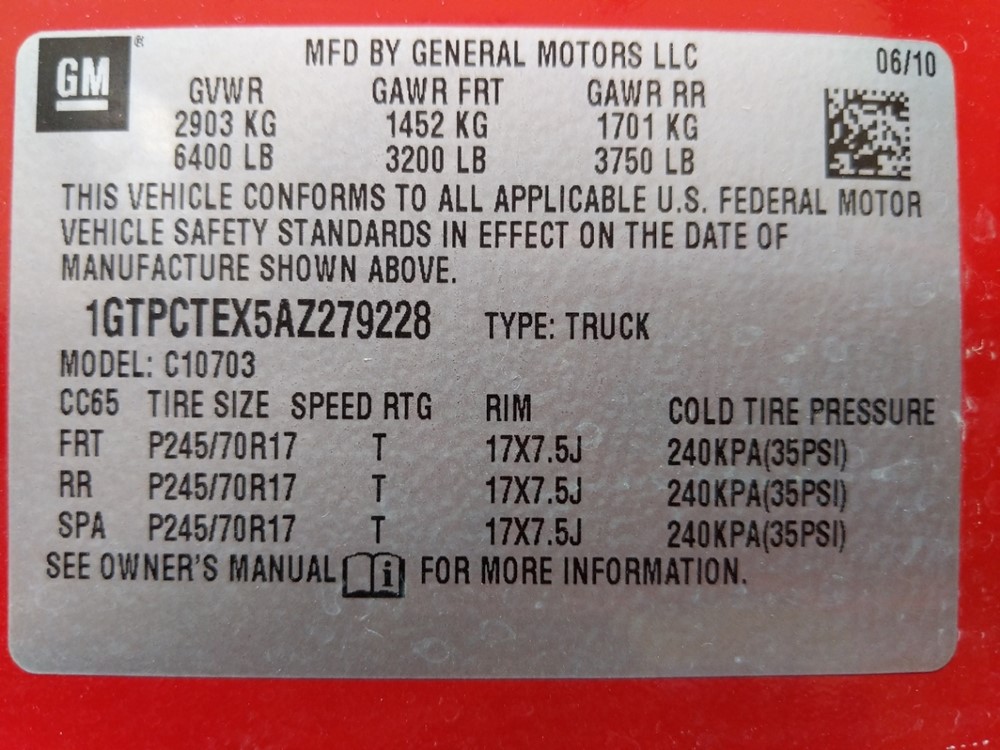 GM®
MFD BY GENERAL MOTORS LLC 06/10
GVWR GAWR FRT GAWR RR
2903 KG 1452 KG 1701 KG
6400 LB 3200 LB 3750 LB
THIS VEHICLE CONFORMS TO ALL APPLICABLE U.S. FEDERAL MOTOR
VEHICLE SAFETY STANDARDS IN EFFECT ON THE DATE OF
MANUFACTURE SHOWN ABOVE.
1GTPCTEX5AZ279228 TYPE: TRUCK
MODEL: C10703
CC65 TIRE SIZE SPEED RTG RIM COLD TIRE PRESSURE
FRT P245/70R17 T 17X7.5J 240KPA(35PSI)
RR P245/70R17 T 17X7.5J 240KPA(35PSI)
SPA P245/70R17 T 17X7.5J 240KPA(35PSI)
SEE OWNER'S MANUAL i FOR MORE INFORMATION.